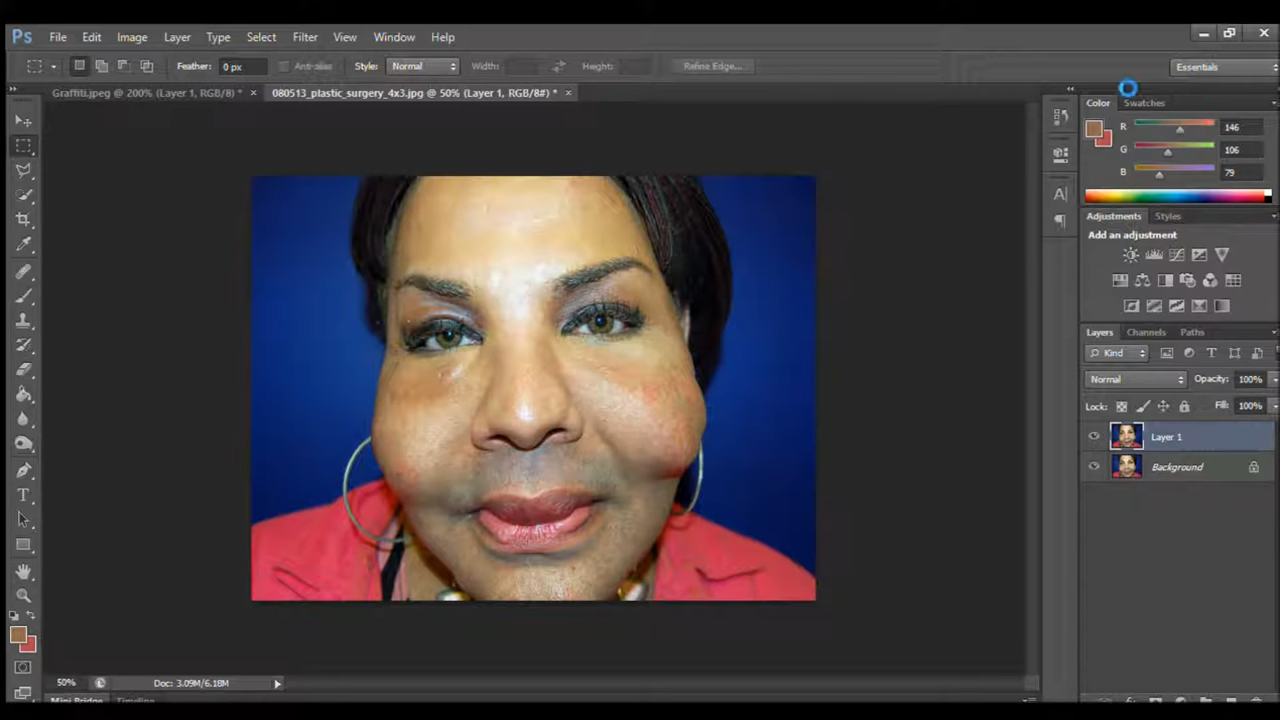 Ps File Edit Image Layer Type Select Filter View Window Help
Feather: 0 px Anti-alias Style: Normal Width: Height: Refine Edge... Essentials
Graffiti.jpeg @ 200% (Layer 1, RGB/8) * × 080513_plastic_surgery_4x3.jpg @ 50% (Layer 1, RGB/8#) * ×
Color Swatches
R 146
G 106
B 79
Adjustments Styles
Add an adjustment
Layers Channels Paths
Kind
Normal Opacity: 100%
Lock: Fill: 100%
Layer 1
Background
50% Doc: 3.09M/6.18M
Mini Bridge Timeline